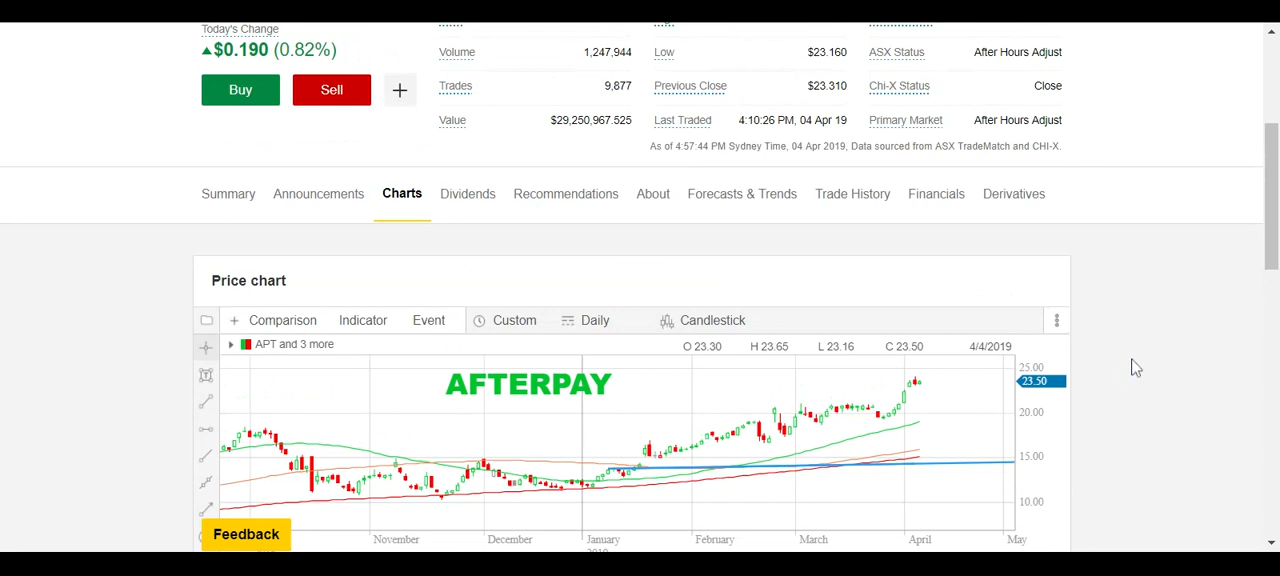 Today's Change
$0.190 (0.82%)
Buy
Sell
+
Volume 1,247,944
Low $23.160
ASX Status After Hours Adjust
Trades 9,877
Previous Close $23.310
Chi-X Status Close
Value $29,250,967.525
Last Traded 4:10:26 PM, 04 Apr 19
Primary Market After Hours Adjust
As of 4:57:44 PM Sydney Time, 04 Apr 2019, Data sourced from ASX TradeMatch and CHI-X.
Summary Announcements Charts Dividends Recommendations About Forecasts & Trends Trade History Financials Derivatives
Price chart
+ Comparison Indicator Event Custom Daily Candlestick
APT and 3 more
O 23.30 H 23.65 L 23.16 C 23.50 4/4/2019
AFTERPAY
25.00
23.50
20.00
15.00
10.00
Feedback
November December January February March April May